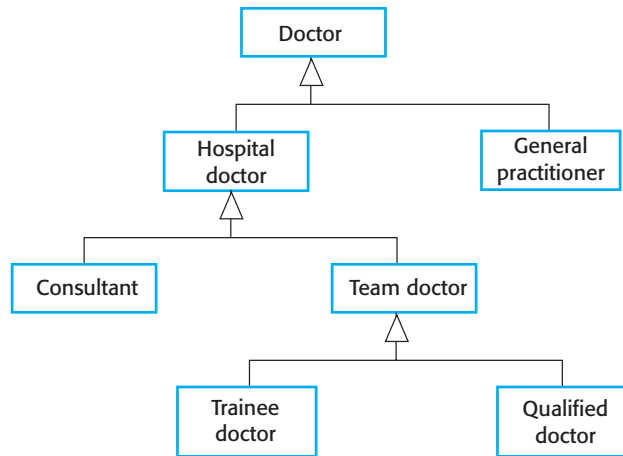 Doctor
Hospital
doctor
General
practitioner
Consultant
Team doctor
Trainee
doctor
Qualified
doctor